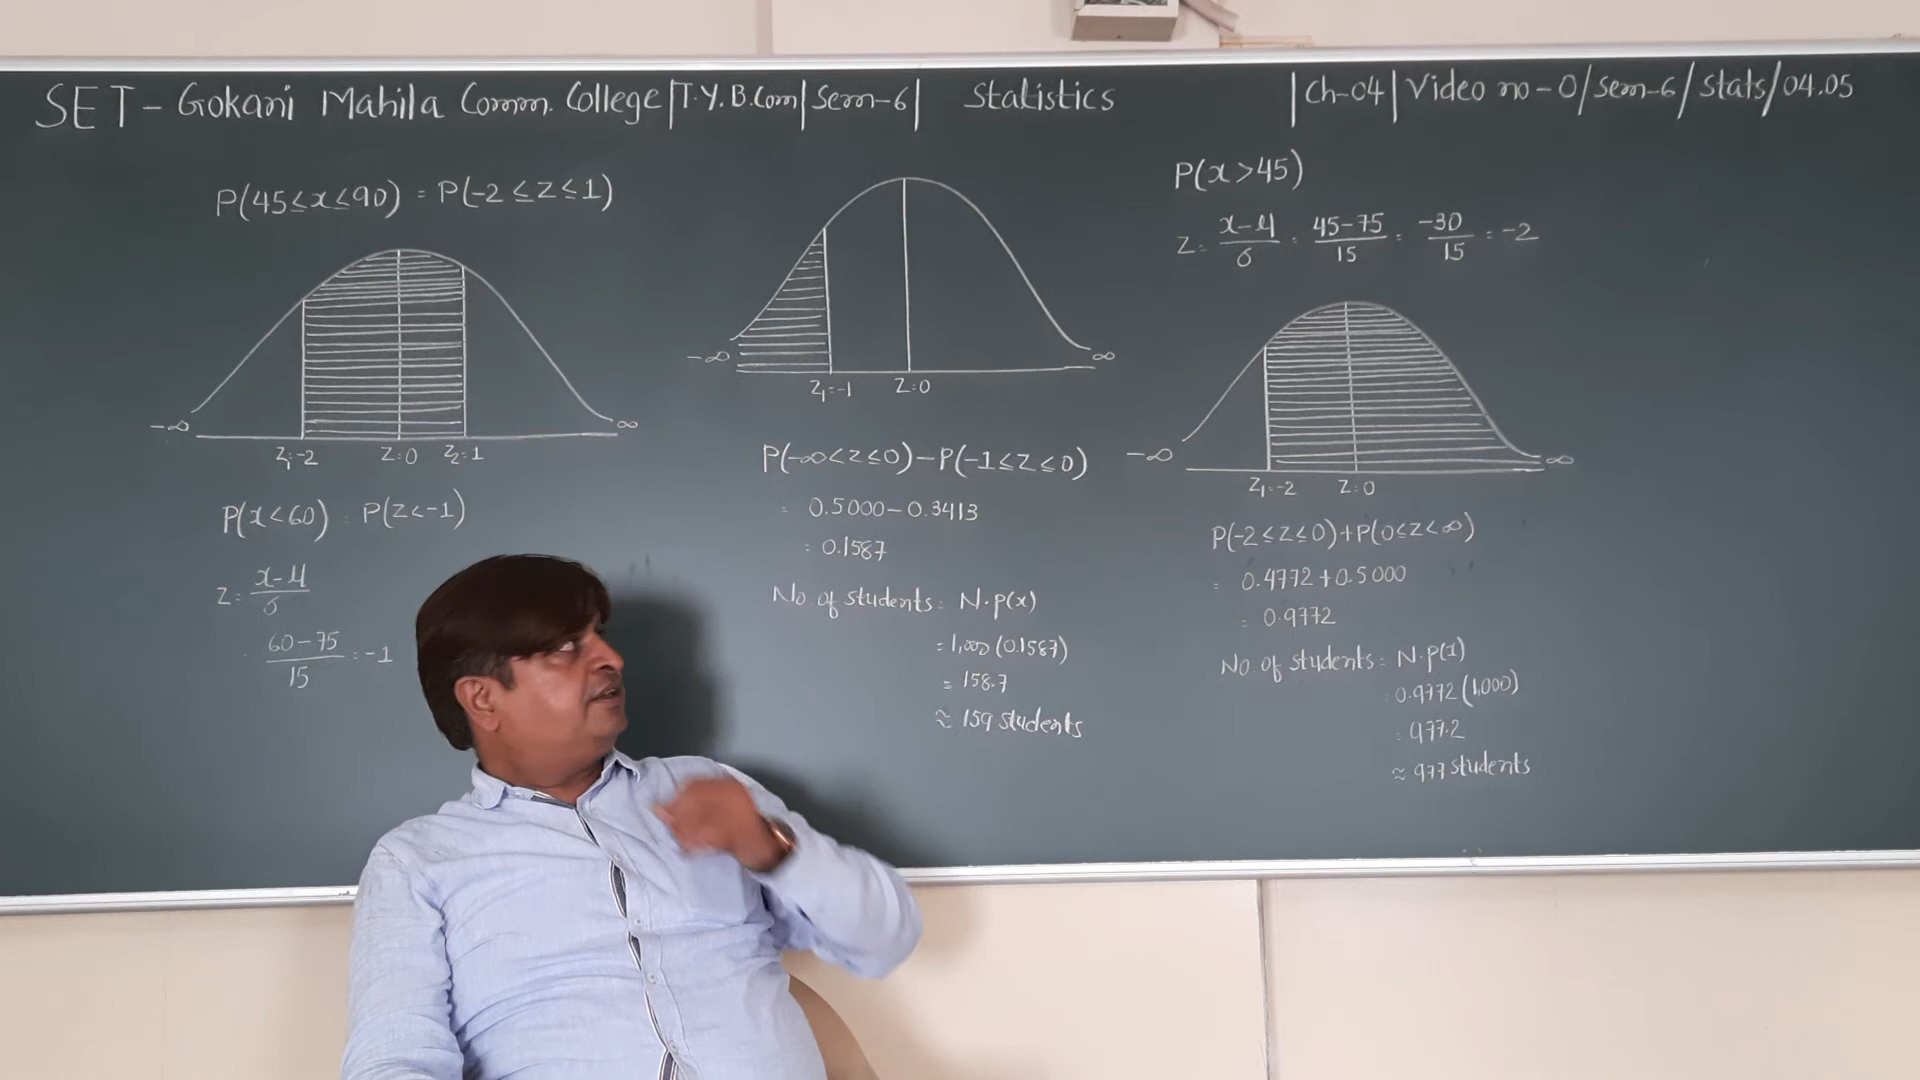 SET - Gokani Mahila Comm. College|T.Y.B.Com|Sem-6| Statistics |Ch-04|Video no-0/sem-6/stats/04.05
P(45≤x≤90) = P(-2≤Z≤1)
-∞ ∞
Z₁=-2 Z=0 Z₂=1
P(x<60) = P(Z<-1)
Z = (x-μ)/σ
= (60-75)/15 = -1
-∞ ∞
Z₁=-1 Z=0
P(-∞<Z≤0)-P(-1≤Z≤0)
= 0.5000-0.3413
= 0.1587
No. of students = N.p(x)
= 1,000 (0.1587)
= 158.7
≈ 159 students
P(x>45)
Z = (x-μ)/σ = (45-75)/15 = -30/15 = -2
-∞ ∞
Z₁=-2 Z=0
P(-2≤Z≤0)+P(0≤Z<∞)
= 0.4772+0.5000
= 0.9772
No. of students = N.p(x)
= 0.9772 (1,000)
= 977.2
≈ 977 students